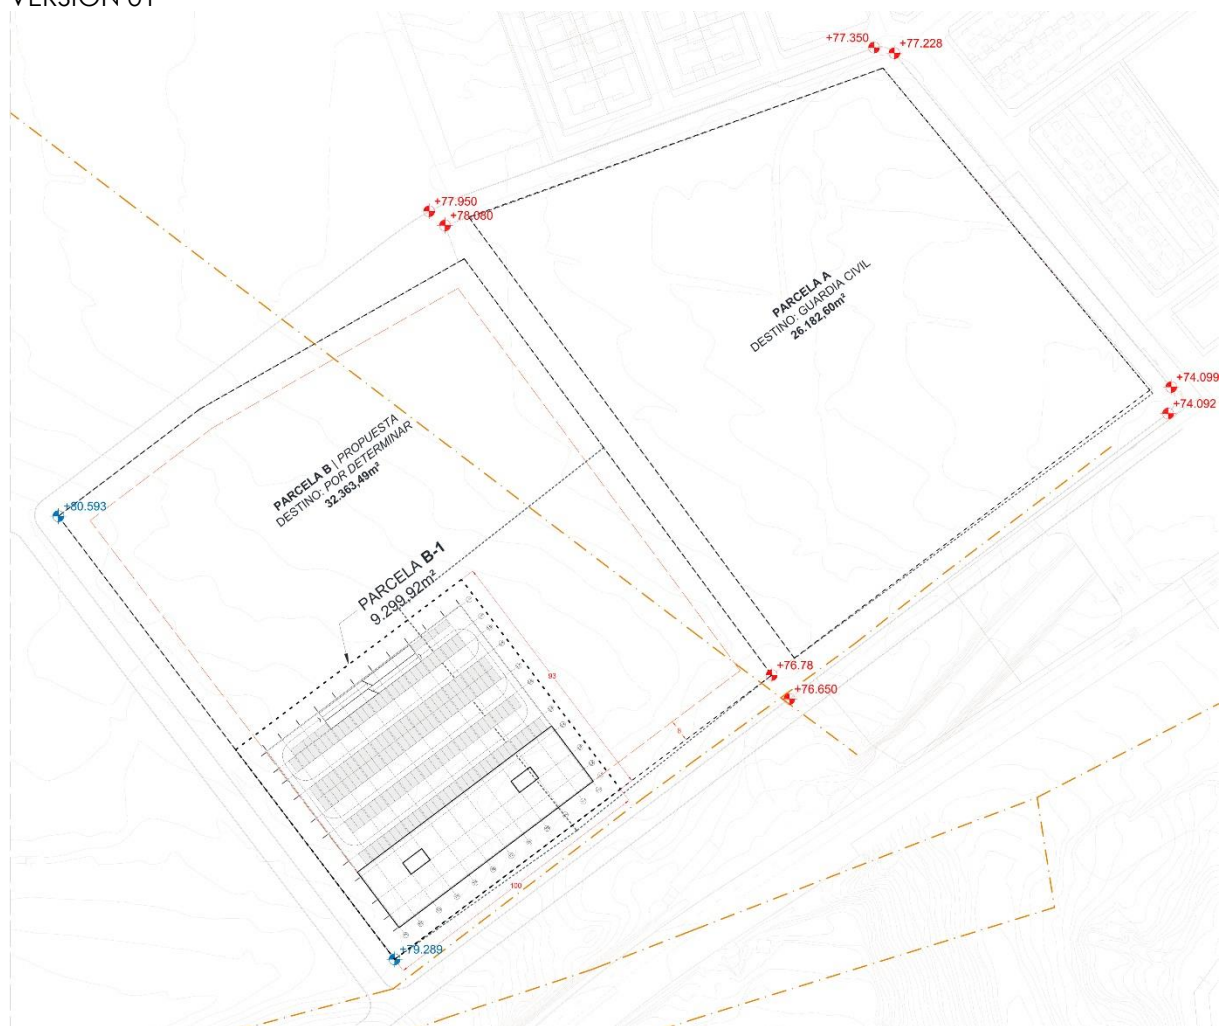 VERSIÓN 01
+77.350
+77.228
+77.950
+78.080
PARCELA A
DESTINO: GUARDIA CIVIL
26.182,60m²
+74.099
+74.092
PARCELA B | PROPUESTA
DESTINO: POR DETERMINAR
32.363,49m²
+80.593
PARCELA B-1
9.299,92m²
93
+76.78
+76.650
6
100
+79.289